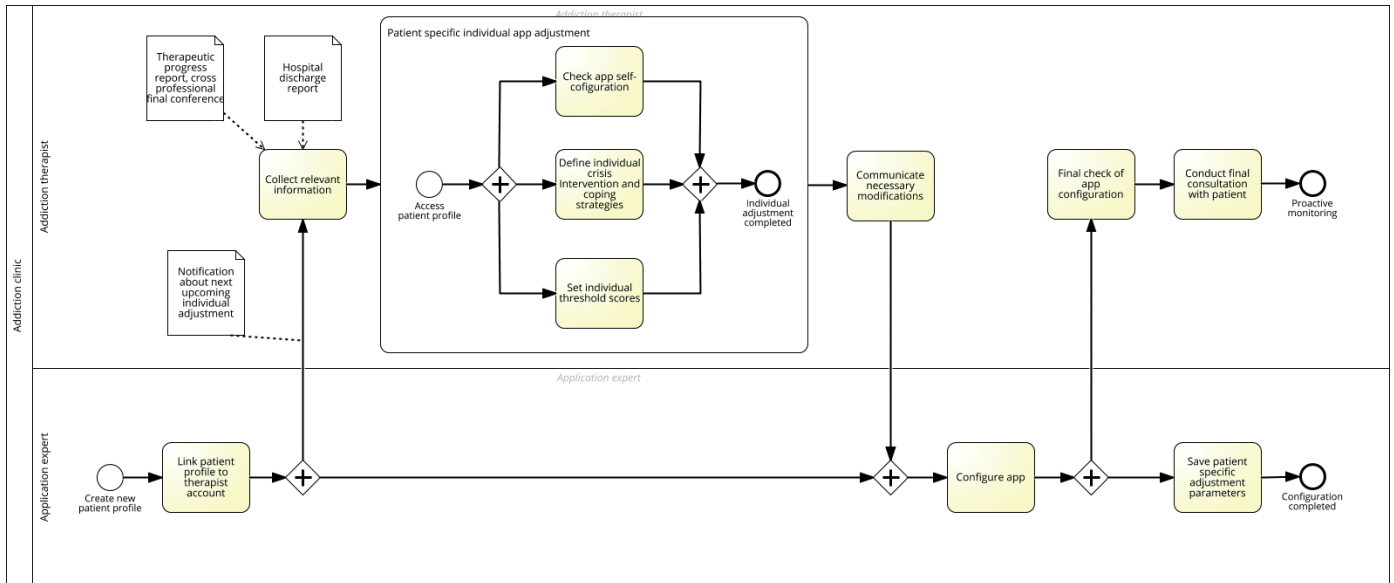 Addiction clinic
Addiction therapist
Addiction therapist
Therapeutic
progress
report, cross
professional
final conference
Hospital
discharge
report
Collect relevant
information
Notification
about next
upcoming
individual
adjustment
Patient specific individual app adjustment
Access
patient profile
Check app self-
cofiguration
Define individual
crisis
Intervention and
coping
strategies
Set individual
threshold scores
Individual
adjustment
completed
Communicate
necessary
modifications
Final check of
app
configuration
Conduct final
consultation
with patient
Proactive
monitoring
Application expert
Application expert
Create new
patient profile
Link patient
profile to
therapist
account
Configure app
Save patient
specific
adjustment
parameters
Configuration
completed